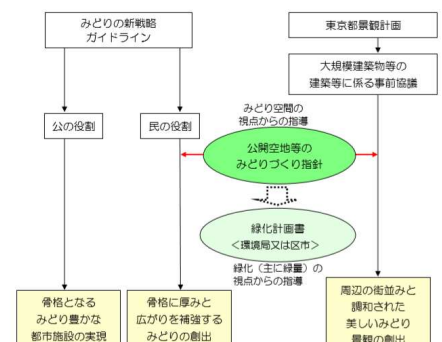 みどりの新戦略
ガイドライン
東京都景観計画
大規模建築物等の
建築等に係る事前協議
公の役割
民の役割
みどり空間の
視点からの指導
公開空地等の
みどりづくり指針
緑化計画書
<環境局又は区市>
緑化（主に緑量）の
視点からの指導
骨格となる
みどり豊かな
都市施設の実現
骨格に厚みと
広がりを補強する
みどりの創出
周辺の街並みと
調和された
美しいみどり
景観の創出